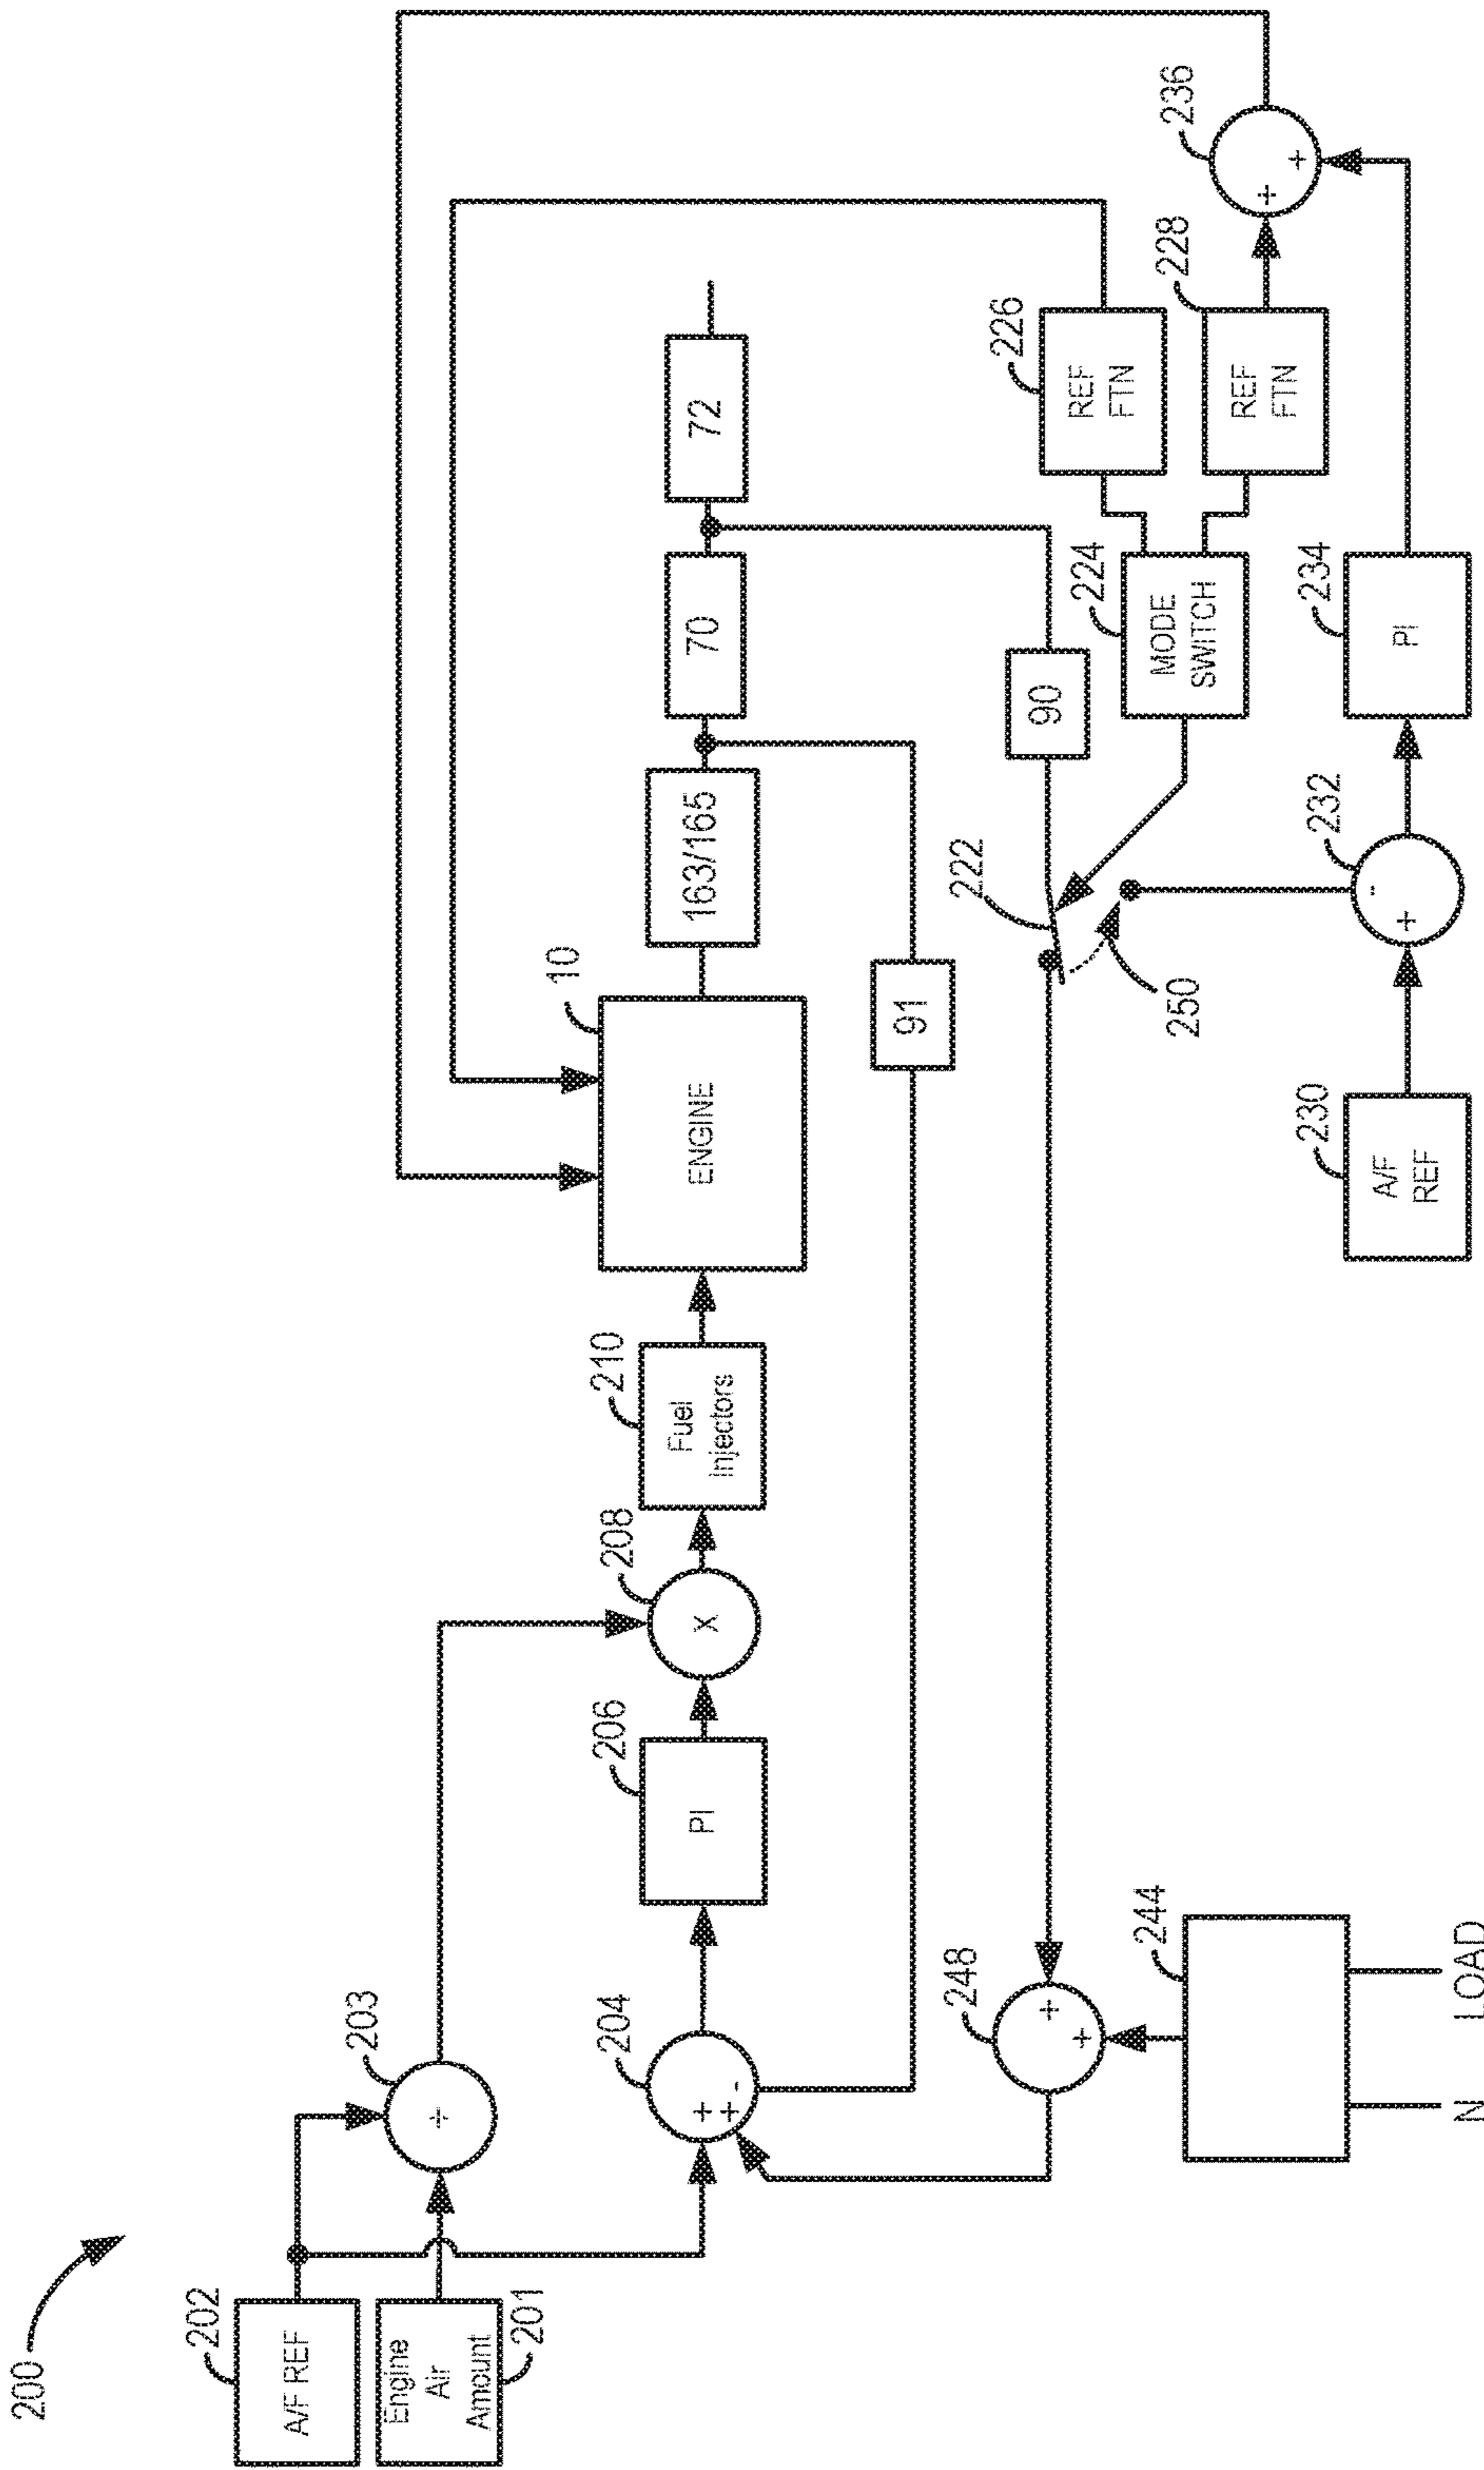 200
202
A/F REF
Engine
Air
Amount
201
203
÷
204
+
+
-
206
PI
208
X
210
Fuel
Injectors
10
ENGINE
163/165
70
72
91
90
222
250
224
MODE
SWITCH
226
REF
FTN
228
REF
FTN
236
+
+
230
A/F
REF
232
+
-
234
PI
248
+
+
244
N
LOAD